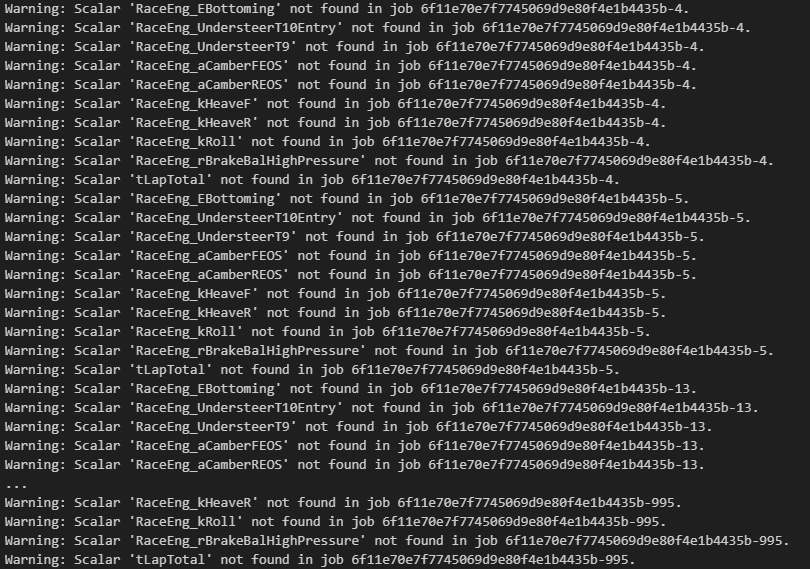 Warning: Scalar 'RaceEng_EBottoming' not found in job 6f11e70e7f7745069d9e80f4e1b4435b-4.
Warning: Scalar 'RaceEng_UndersteerT10Entry' not found in job 6f11e70e7f7745069d9e80f4e1b4435b-4.
Warning: Scalar 'RaceEng_UndersteerT9' not found in job 6f11e70e7f7745069d9e80f4e1b4435b-4.
Warning: Scalar 'RaceEng_aCamberFEOS' not found in job 6f11e70e7f7745069d9e80f4e1b4435b-4.
Warning: Scalar 'RaceEng_aCamberREOS' not found in job 6f11e70e7f7745069d9e80f4e1b4435b-4.
Warning: Scalar 'RaceEng_kHeaveF' not found in job 6f11e70e7f7745069d9e80f4e1b4435b-4.
Warning: Scalar 'RaceEng_kHeaveR' not found in job 6f11e70e7f7745069d9e80f4e1b4435b-4.
Warning: Scalar 'RaceEng_kRoll' not found in job 6f11e70e7f7745069d9e80f4e1b4435b-4.
Warning: Scalar 'RaceEng_rBrakeBalHighPressure' not found in job 6f11e70e7f7745069d9e80f4e1b4435b-4.
Warning: Scalar 'tLapTotal' not found in job 6f11e70e7f7745069d9e80f4e1b4435b-4.
Warning: Scalar 'RaceEng_EBottoming' not found in job 6f11e70e7f7745069d9e80f4e1b4435b-5.
Warning: Scalar 'RaceEng_UndersteerT10Entry' not found in job 6f11e70e7f7745069d9e80f4e1b4435b-5.
Warning: Scalar 'RaceEng_UndersteerT9' not found in job 6f11e70e7f7745069d9e80f4e1b4435b-5.
Warning: Scalar 'RaceEng_aCamberFEOS' not found in job 6f11e70e7f7745069d9e80f4e1b4435b-5.
Warning: Scalar 'RaceEng_aCamberREOS' not found in job 6f11e70e7f7745069d9e80f4e1b4435b-5.
Warning: Scalar 'RaceEng_kHeaveF' not found in job 6f11e70e7f7745069d9e80f4e1b4435b-5.
Warning: Scalar 'RaceEng_kHeaveR' not found in job 6f11e70e7f7745069d9e80f4e1b4435b-5.
Warning: Scalar 'RaceEng_kRoll' not found in job 6f11e70e7f7745069d9e80f4e1b4435b-5.
Warning: Scalar 'RaceEng_rBrakeBalHighPressure' not found in job 6f11e70e7f7745069d9e80f4e1b4435b-5.
Warning: Scalar 'tLapTotal' not found in job 6f11e70e7f7745069d9e80f4e1b4435b-5.
Warning: Scalar 'RaceEng_EBottoming' not found in job 6f11e70e7f7745069d9e80f4e1b4435b-13.
Warning: Scalar 'RaceEng_UndersteerT10Entry' not found in job 6f11e70e7f7745069d9e80f4e1b4435b-13.
Warning: Scalar 'RaceEng_UndersteerT9' not found in job 6f11e70e7f7745069d9e80f4e1b4435b-13.
Warning: Scalar 'RaceEng_aCamberFEOS' not found in job 6f11e70e7f7745069d9e80f4e1b4435b-13.
Warning: Scalar 'RaceEng_aCamberREOS' not found in job 6f11e70e7f7745069d9e80f4e1b4435b-13.
...
Warning: Scalar 'RaceEng_kHeaveR' not found in job 6f11e70e7f7745069d9e80f4e1b4435b-995.
Warning: Scalar 'RaceEng_kRoll' not found in job 6f11e70e7f7745069d9e80f4e1b4435b-995.
Warning: Scalar 'RaceEng_rBrakeBalHighPressure' not found in job 6f11e70e7f7745069d9e80f4e1b4435b-995.
Warning: Scalar 'tLapTotal' not found in job 6f11e70e7f7745069d9e80f4e1b4435b-995.